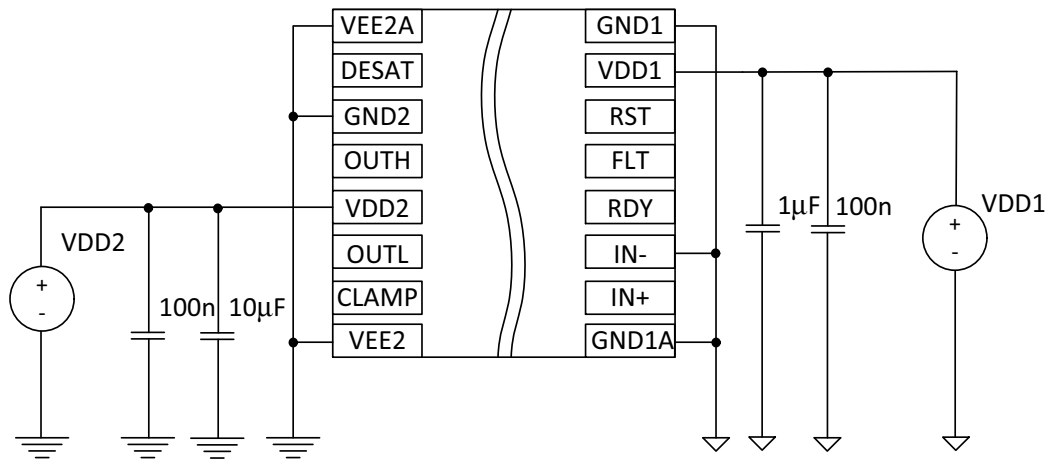 VEE2A
DESAT
GND2
OUTH
VDD2
OUTL
CLAMP
VEE2
GND1
VDD1
RST
FLT
RDY
IN-
IN+
GND1A
VDD2
+
-
100n
10μF
1μF
100n
VDD1
+
-